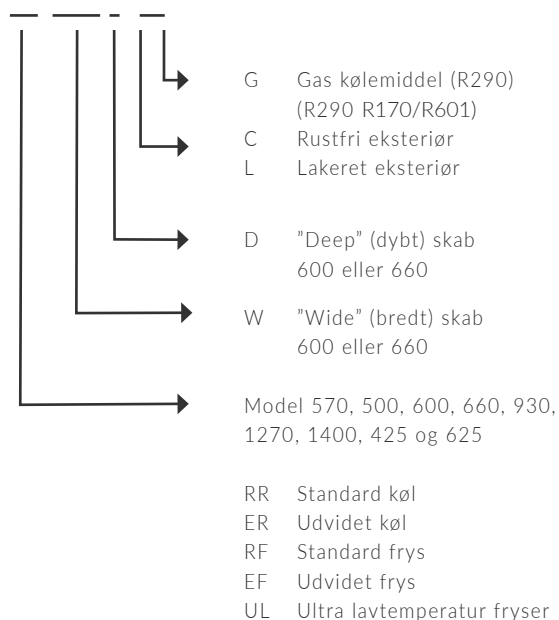 G Gas kølemiddel (R290)
(R290 R170/R601)
C Rustfri eksteriør
L Lakeret eksteriør
D ”Deep” (dybt) skab
600 eller 660
W ”Wide” (bredt) skab
600 eller 660
Model 570, 500, 600, 660, 930,
1270, 1400, 425 og 625
RR Standard køl
ER Udvidet køl
RF Standard frys
EF Udvidet frys
UL Ultra lavtemperatur fryser